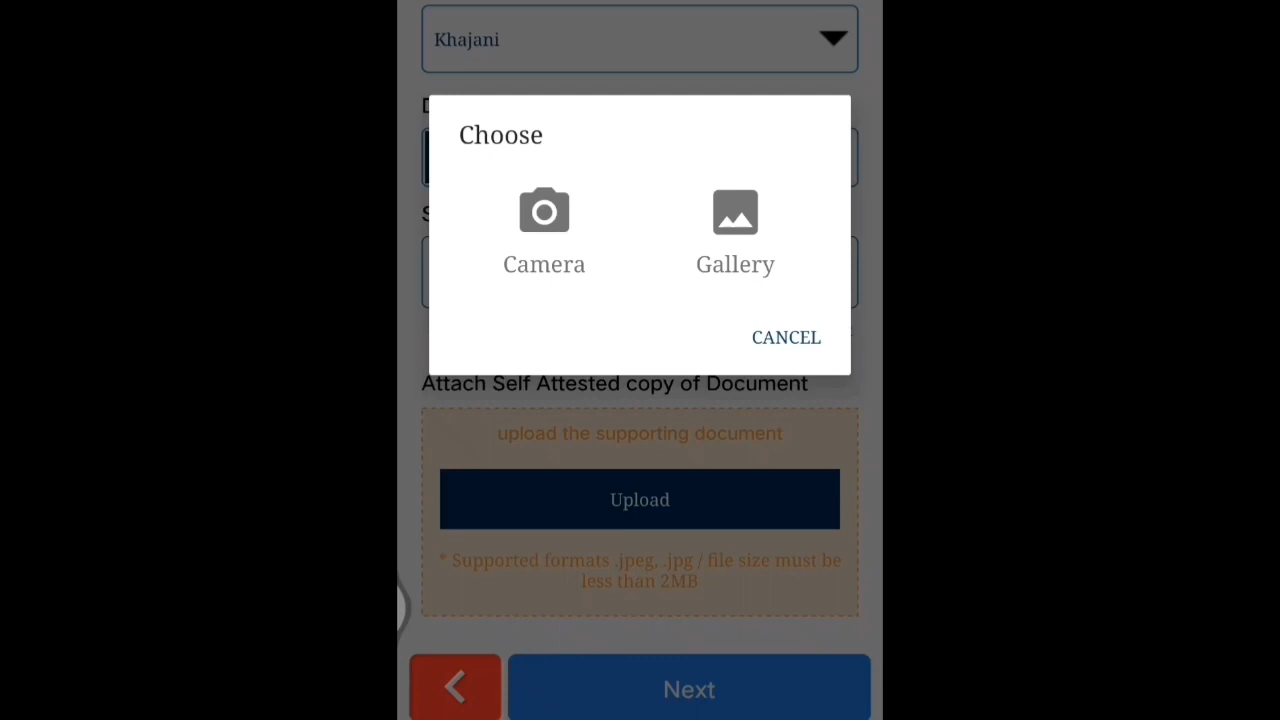 Khajani
Choose
Camera
Gallery
CANCEL
Attach Self Attested copy of Document
upload the supporting document
Upload
* Supported formats .jpeg, .jpg / file size must be
less than 2MB
Next